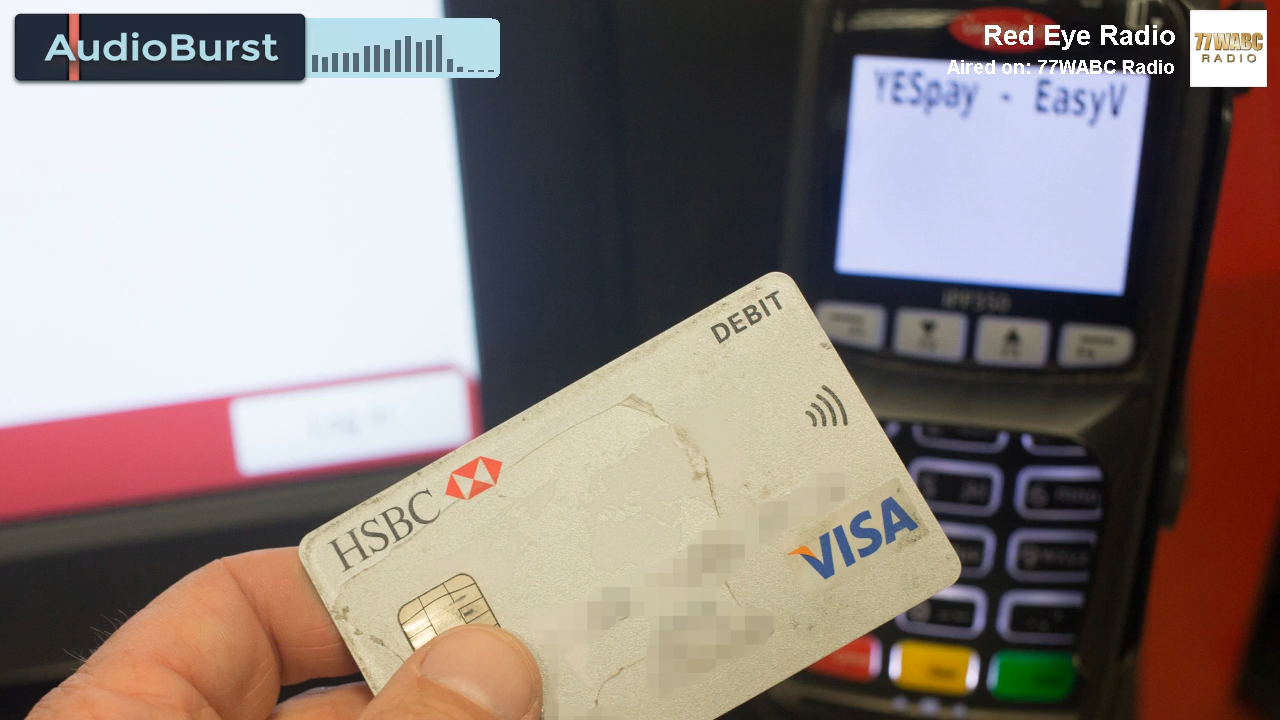 AudioBurst
Red Eye Radio
Aired on: 77WABC Radio
77WABC
RADIO
YESpay - EasyV
DEBIT
HSBC
VISA